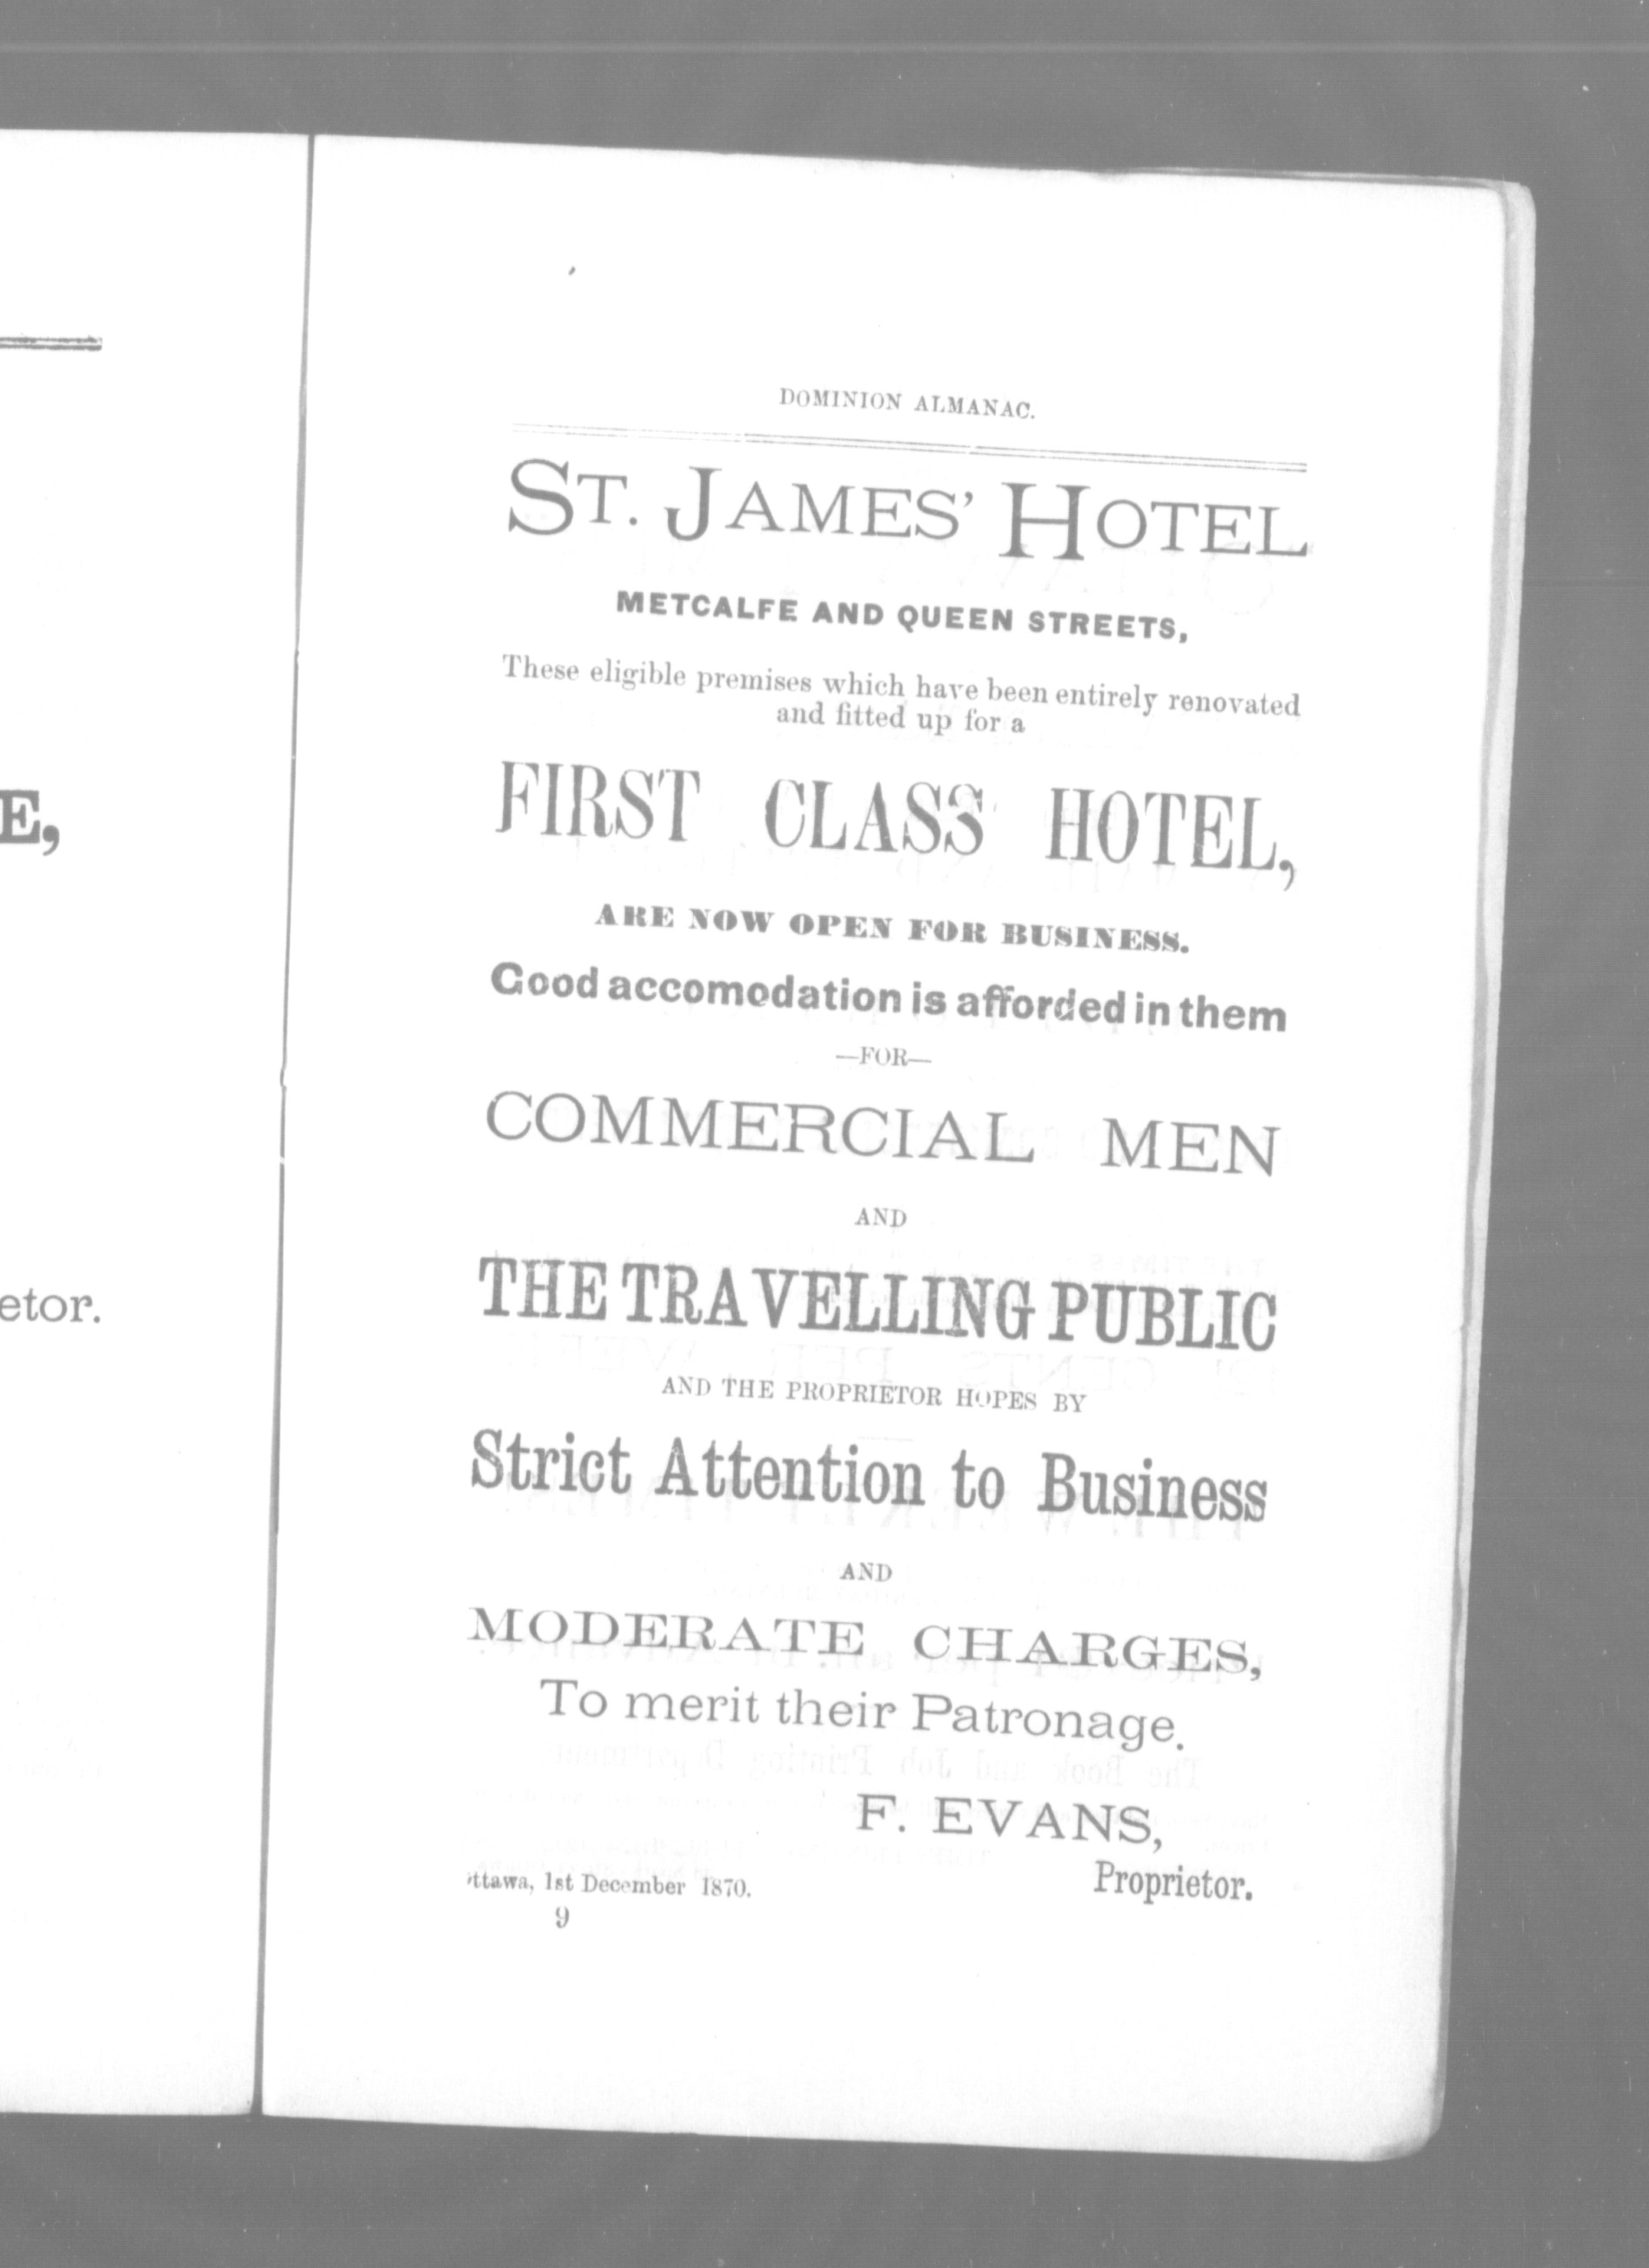 E,
etor.
DOMINION ALMANAC.
ST. JAMES' HOTEL
METCALFE AND QUEEN STREETS,
These eligible premises which have been entirely renovated
and fitted up for a
FIRST CLASS HOTEL,
ARE NOW OPEN FOR BUSINESS.
Good accomodation is afforded in them
—FOR—
COMMERCIAL MEN
AND
THE TRAVELLING PUBLIC
AND THE PROPRIETOR HOPES BY
Strict Attention to Business
AND
MODERATE CHARGES,
To merit their Patronage.
F. EVANS,
Proprietor.
ttawa, 1st December 1870.
9